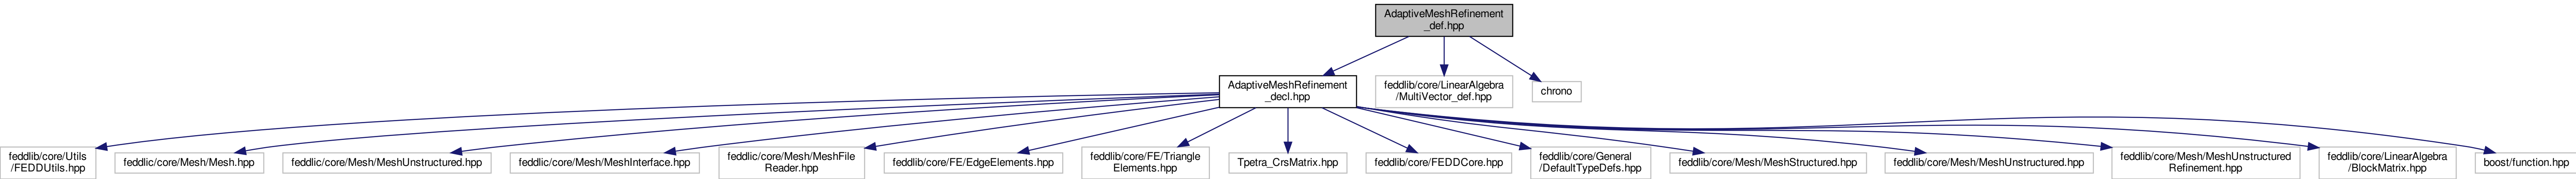 AdaptiveMeshRefinement
_def.hpp
AdaptiveMeshRefinement
_decl.hpp
feddlib/core/LinearAlgebra
/MultiVector_def.hpp
chrono
feddlib/core/Utils
/FEDDUtils.hpp
feddlic/core/Mesh/Mesh.hpp
feddlic/core/Mesh/MeshUnstructured.hpp
feddlic/core/Mesh/MeshInterface.hpp
feddlic/core/Mesh/MeshFile
Reader.hpp
feddlib/core/FE/EdgeElements.hpp
feddlib/core/FE/Triangle
Elements.hpp
Tpetra_CrsMatrix.hpp
feddlib/core/FEDDCore.hpp
feddlib/core/General
/DefaultTypeDefs.hpp
feddlib/core/Mesh/MeshStructured.hpp
feddlib/core/Mesh/MeshUnstructured.hpp
feddlib/core/Mesh/MeshUnstructured
Refinement.hpp
feddlib/core/LinearAlgebra
/BlockMatrix.hpp
boost/function.hpp